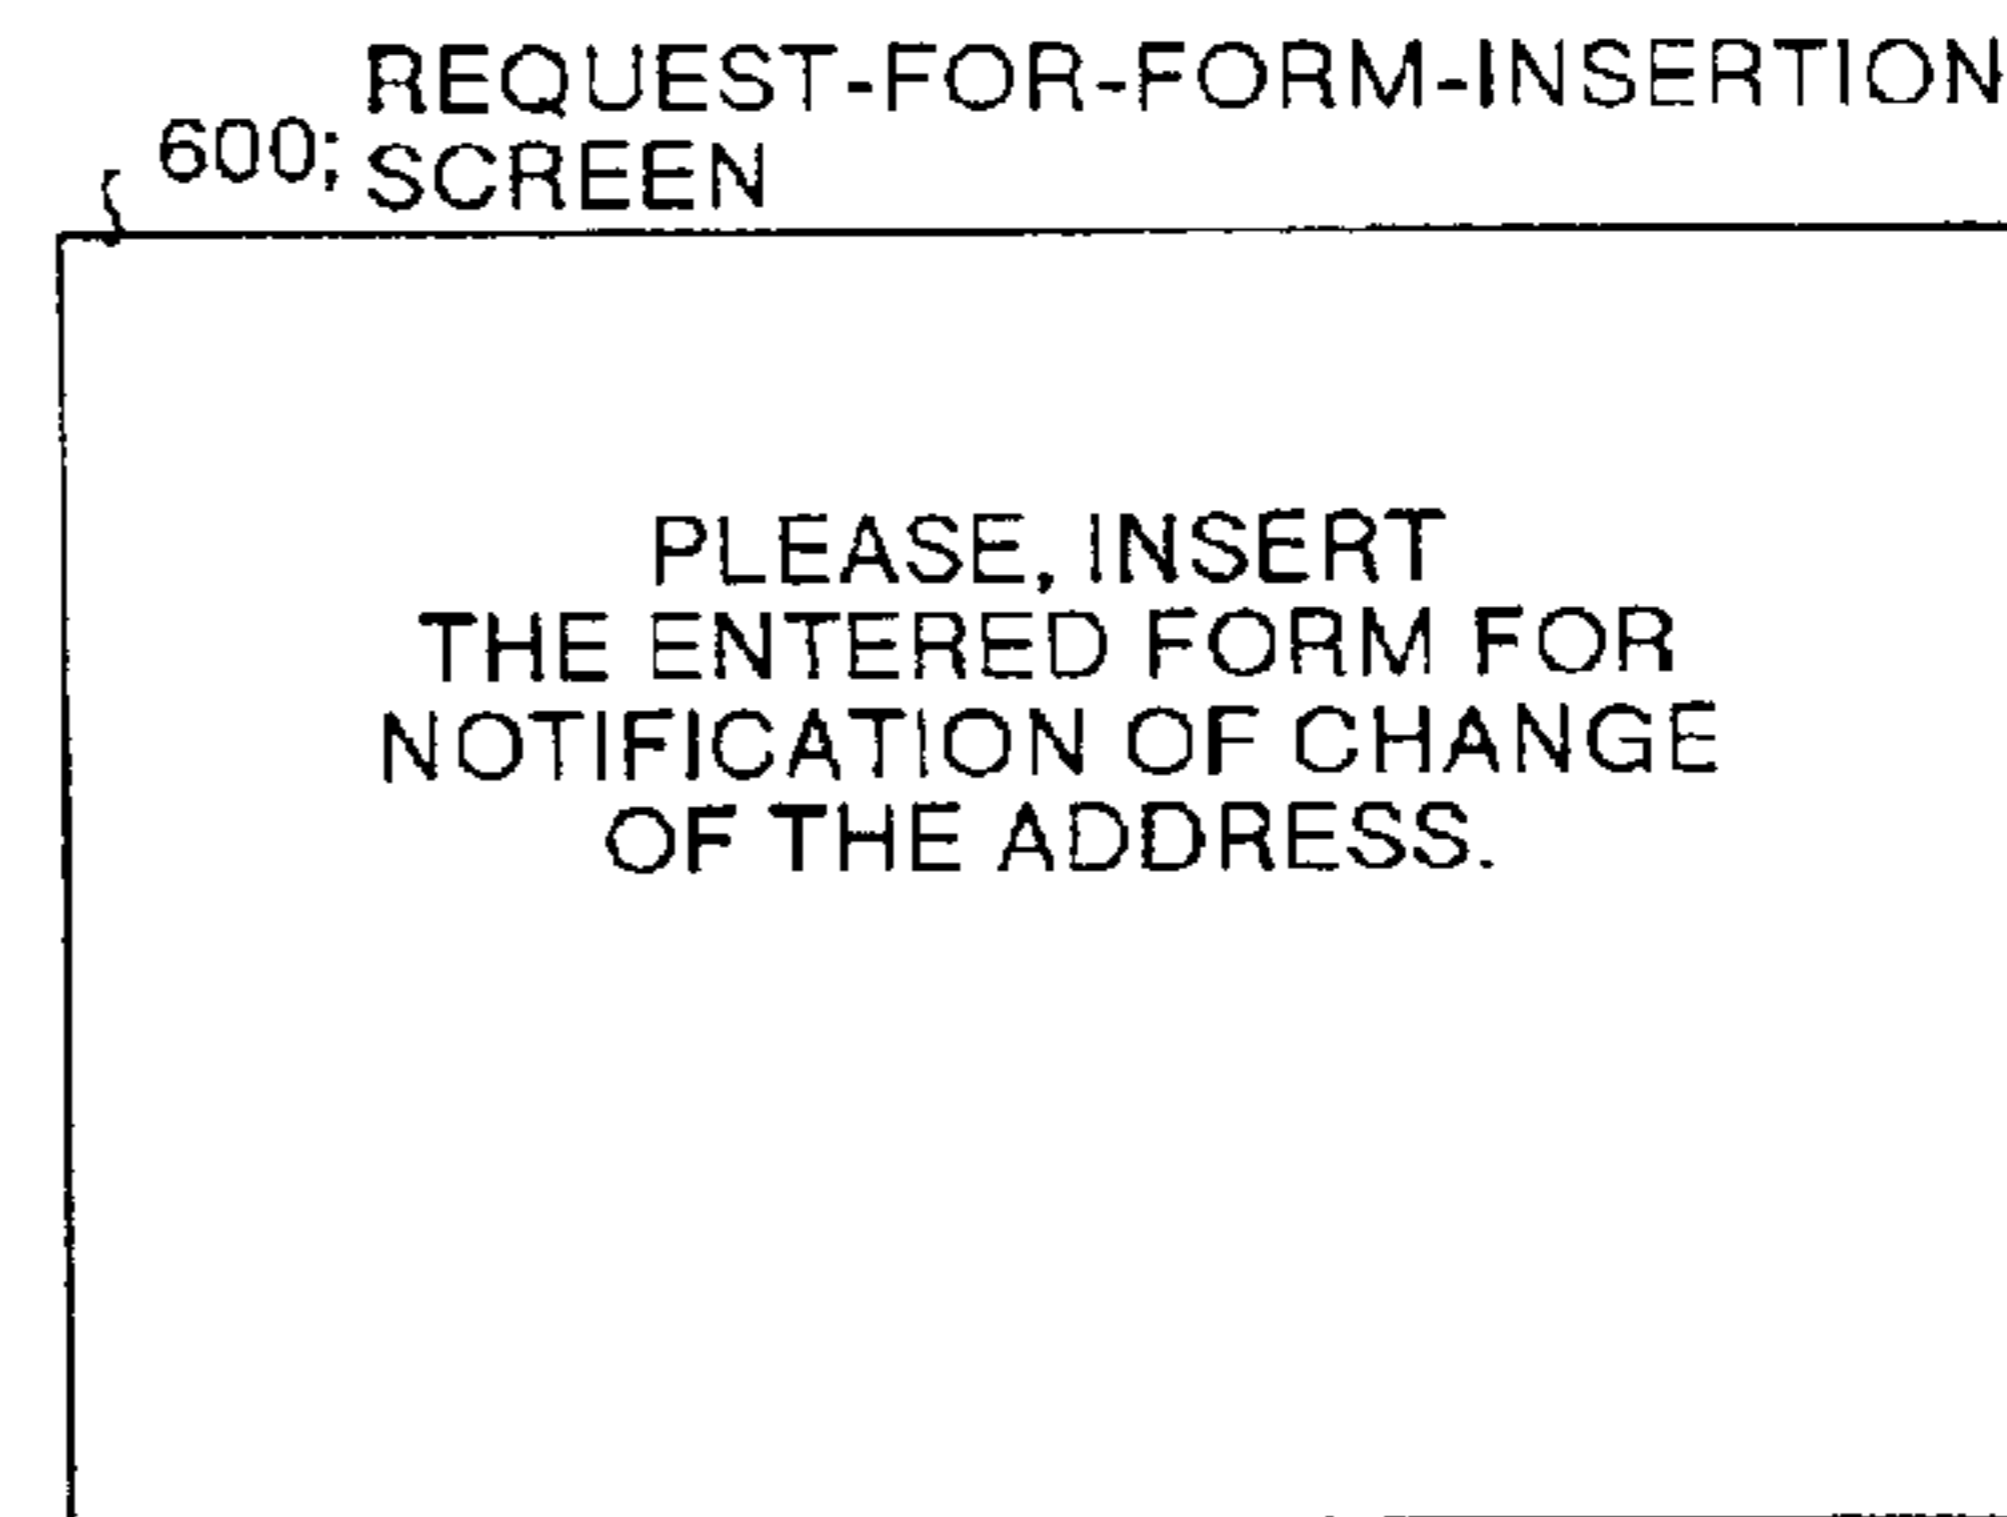 REQUEST-FOR-FORM-INSERTION
600; SCREEN
PLEASE, INSERT
THE ENTERED FORM FOR
NOTIFICATION OF CHANGE
OF THE ADDRESS.